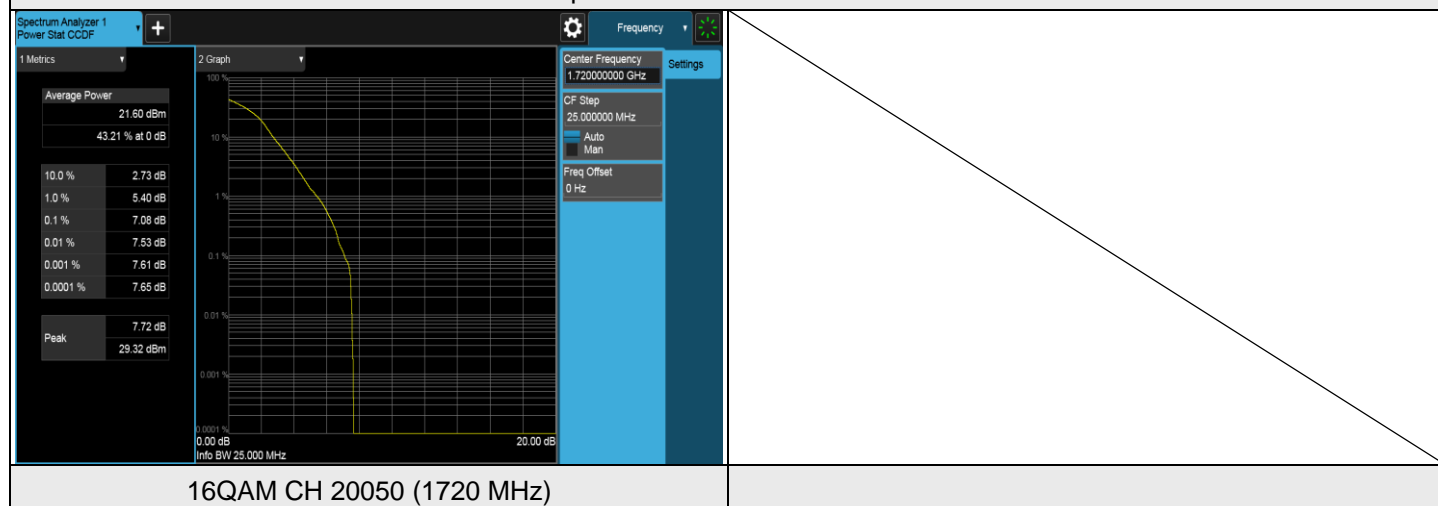 Spectrum Analyzer 1
Power Stat CCDF
+
Frequency
1 Metrics
2 Graph
Center Frequency
1.720000000 GHz
Settings
CF Step
25.000000 MHz
Auto
Man
Freq Offset
0 Hz
Average Power
21.60 dBm
43.21 % at 0 dB
10.0 % 2.73 dB
1.0 % 5.40 dB
0.1 % 7.08 dB
0.01 % 7.53 dB
0.001 % 7.61 dB
0.0001 % 7.65 dB
Peak
7.72 dB
29.32 dBm
100 %
10 %
1 %
0.1 %
0.01 %
0.001 %
0.0001 %
0.00 dB 20.00 dB
Info BW 25.000 MHz
16QAM CH 20050 (1720 MHz)